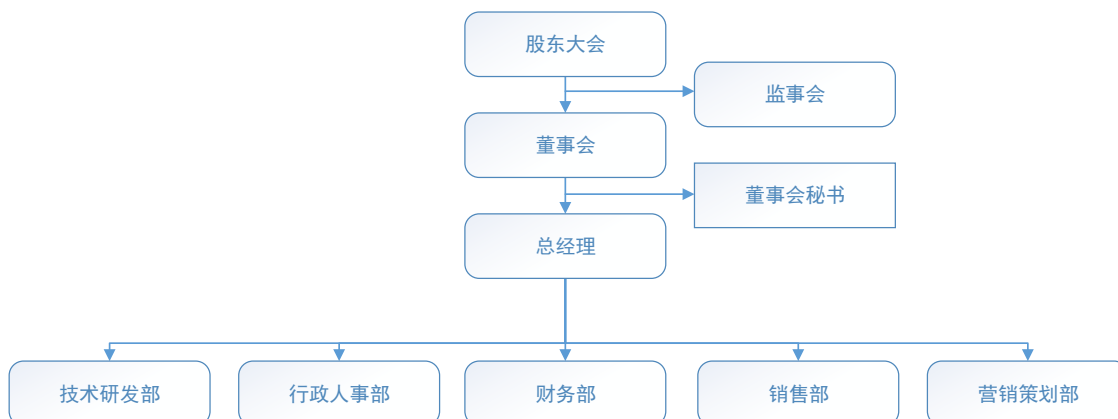 股东大会
监事会
董事会
董事会秘书
总经理
技术研发部
行政人事部
财务部
销售部
营销策划部